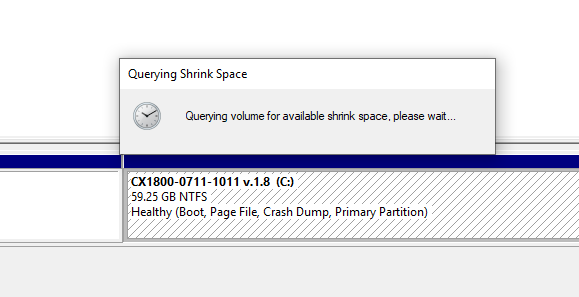 Querying Shrink Space
Querying volume for available shrink space, please wait...
CX1800-0711-1011 v.1.8 (C:)
59.25 GB NTFS
Healthy (Boot, Page File, Crash Dump, Primary Partition)